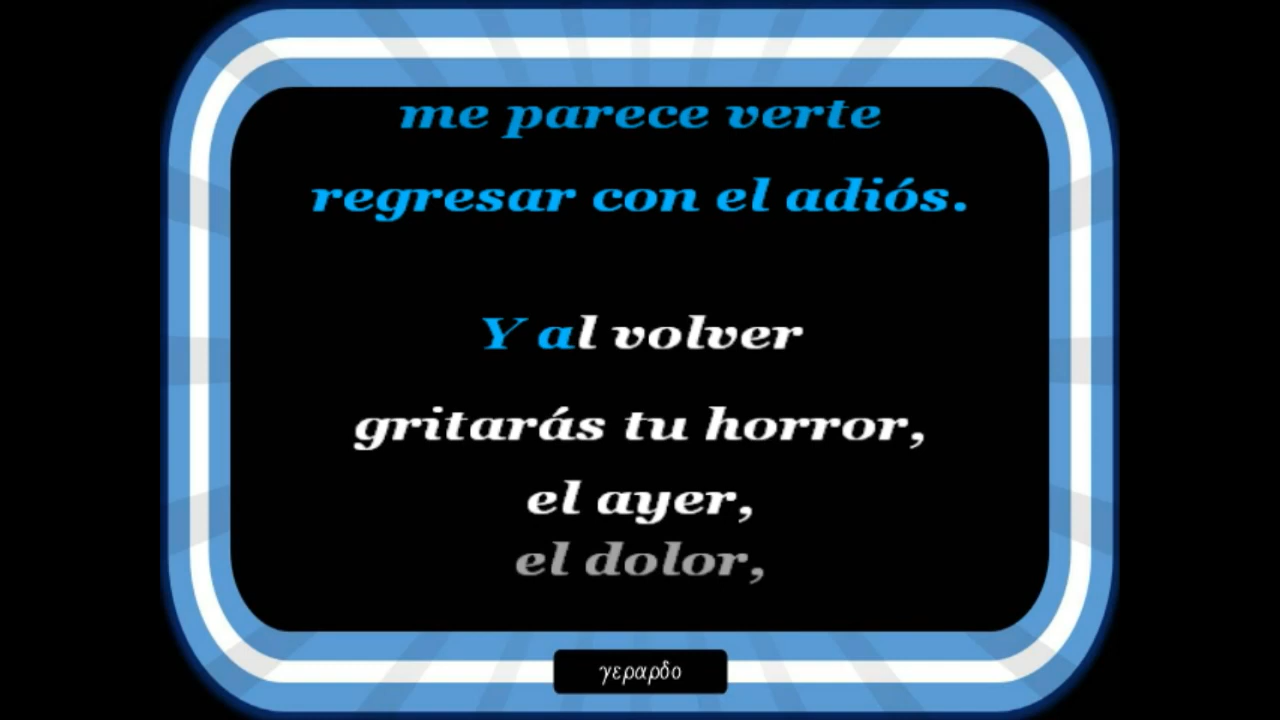 me parece verte
regresar con el adiós.
Y al volver
gritarás tu horror,
el ayer,
el dolor,
γεραρδο